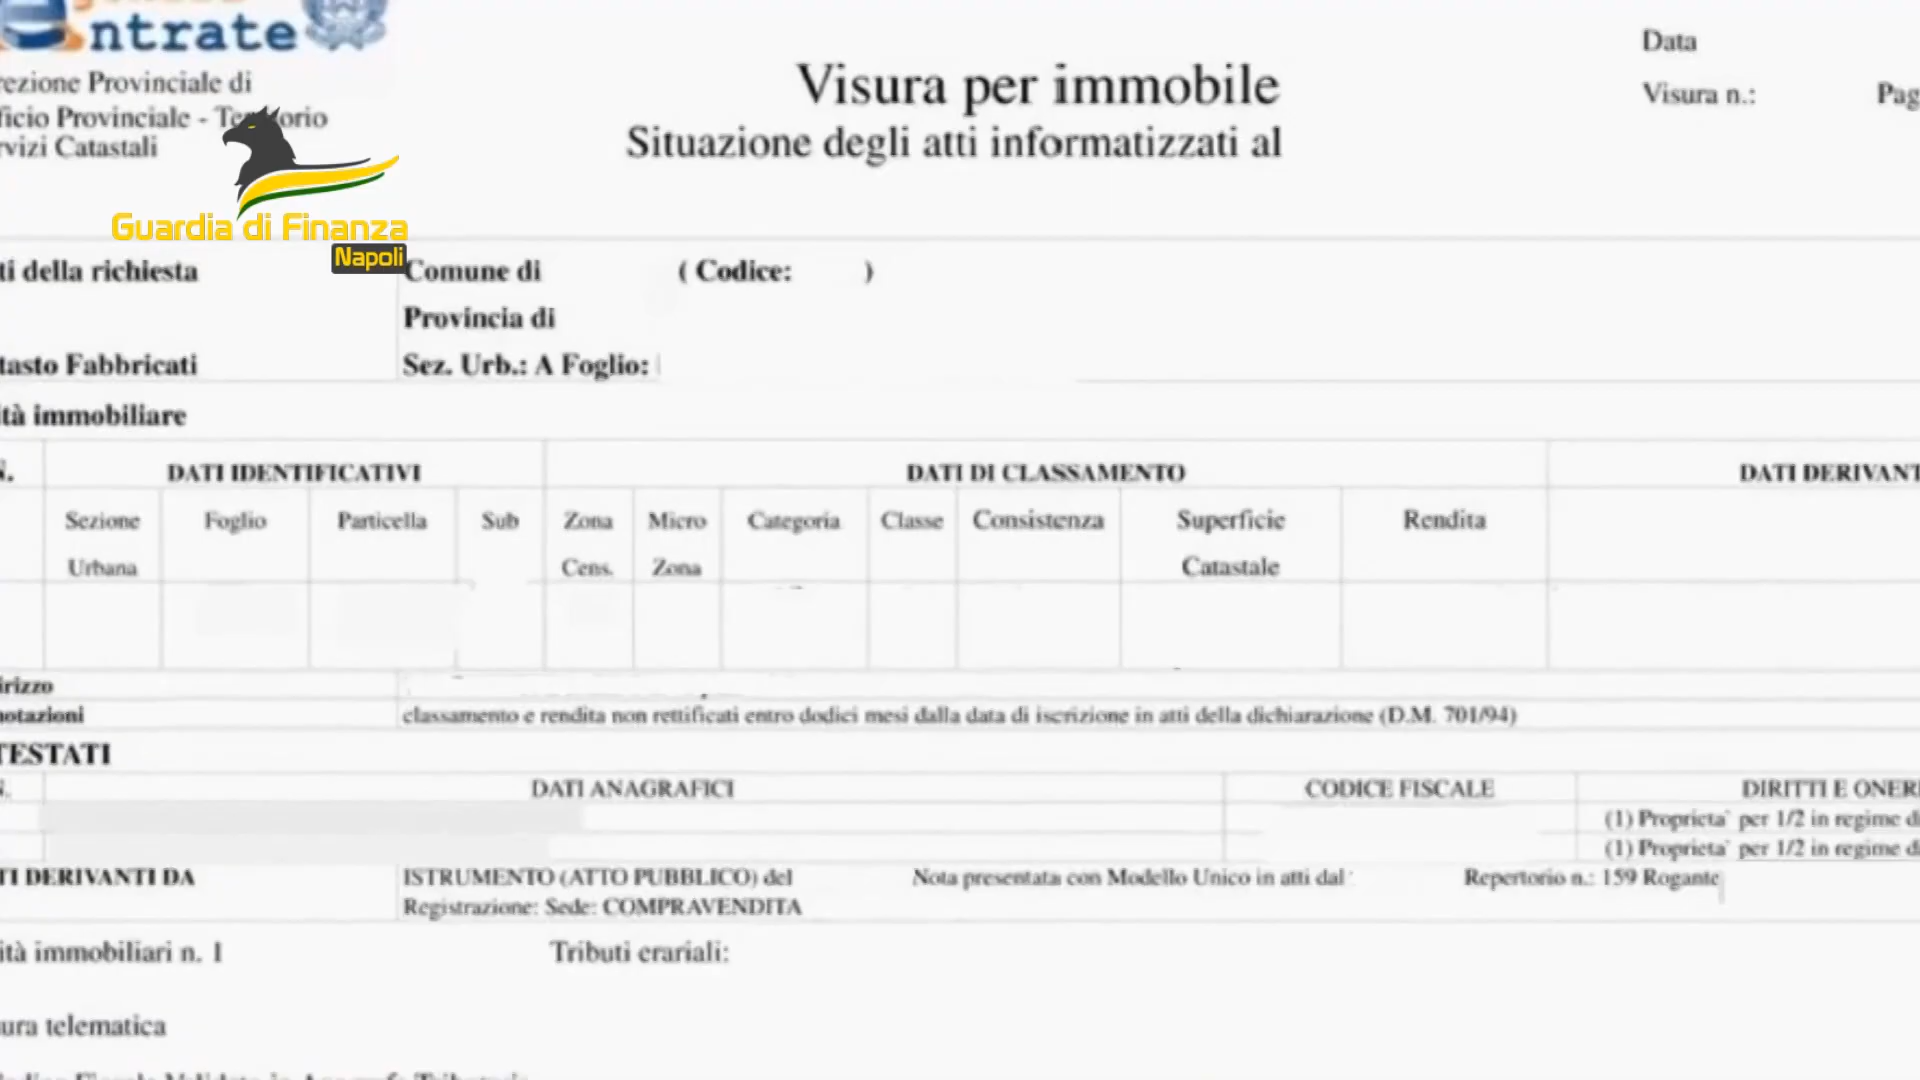 ntrate
Data
Visura per immobile
Visura n.: Pag
Situazione degli atti informatizzati al
rezione Provinciale di
ficio Provinciale - Territorio
rvizi Catastali
Guardia di Finanza
Napoli
ti della richiesta
Comune di ( Codice: )
Provincia di
tasto Fabbricati
Sez. Urb.: A Foglio:
tà immobiliare
N. DATI IDENTIFICATIVI DATI DI CLASSAMENTO DATI DERIVANT
Sezione Foglio Particella Sub Zona Micro Categoria Classe Consistenza Superficie Rendita
Urbana Cens. Zona Catastale
irizzo
notazioni classamento e rendita non rettificati entro dodici mesi dalla data di iscrizione in atti della dichiarazione (D.M. 701/94)
TESTATI
N. DATI ANAGRAFICI CODICE FISCALE DIRITTI E ONERI
(1) Proprieta` per 1/2 in regime di
(1) Proprieta` per 1/2 in regime di
TI DERIVANTI DA ISTRUMENTO (ATTO PUBBLICO) del Nota presentata con Modello Unico in atti dal Repertorio n.: 159 Rogante
Registrazione: Sede: COMPRAVENDITA
tà immobiliari n. 1 Tributi erariali:
ura telematica